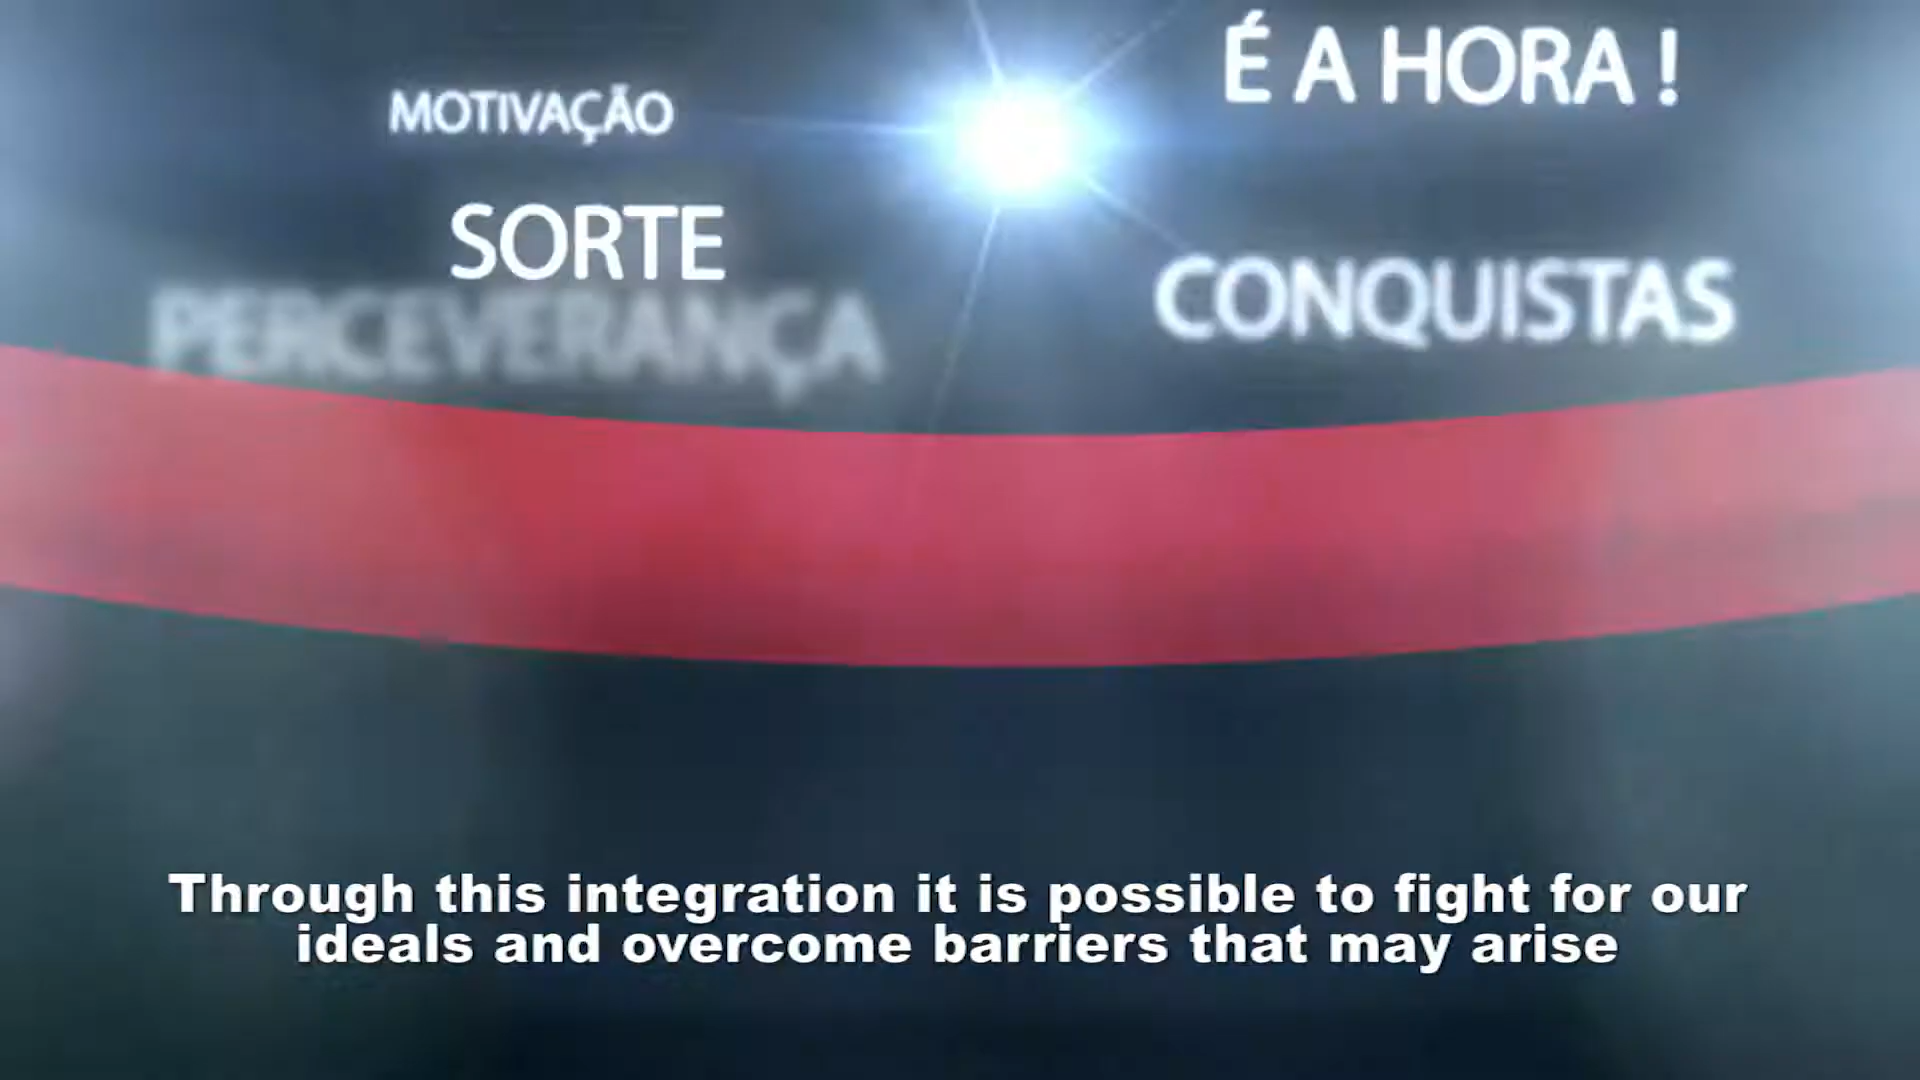 É A HORA !
MOTIVAÇÃO
SORTE
CONQUISTAS
PERCEVERANÇA
Through this integration it is possible to fight for our
ideals and overcome barriers that may arise